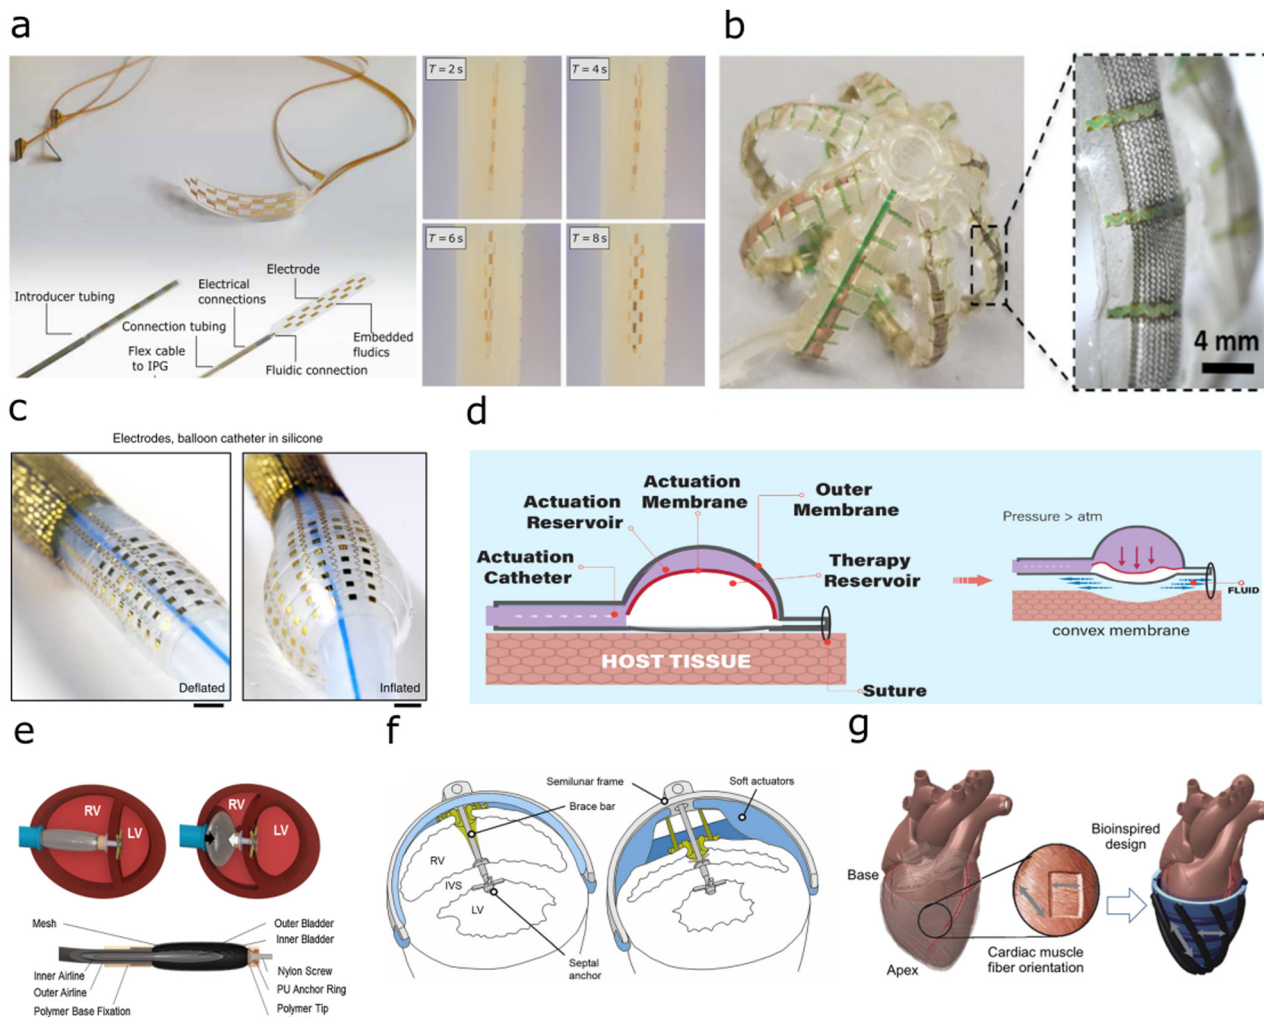 a
T = 2 s
T = 4 s
T = 6 s
T = 8 s
Introducer tubing
Electrical
connections
Electrode
Connection tubing
Flex cable
to IPG
Embedded
fludics
Fluidic connection
b
4 mm
c
Electrodes, balloon catheter in silicone
Deflated
Inflated
d
Actuation
Reservoir
Actuation
Membrane
Outer
Membrane
Actuation
Catheter
Therapy
Reservoir
HOST TISSUE
Suture
Pressure > atm
FLUID
convex membrane
e
RV
LV
RV
LV
Mesh
Outer Bladder
Inner Bladder
Inner Airline
Outer Airline
Polymer Base Fixation
Nylon Screw
PU Anchor Ring
Polymer Tip
f
Semilunar frame
Soft actuators
Brace bar
RV
IVS
LV
Septal
anchor
g
Base
Apex
Cardiac muscle
fiber orientation
Bioinspired
design